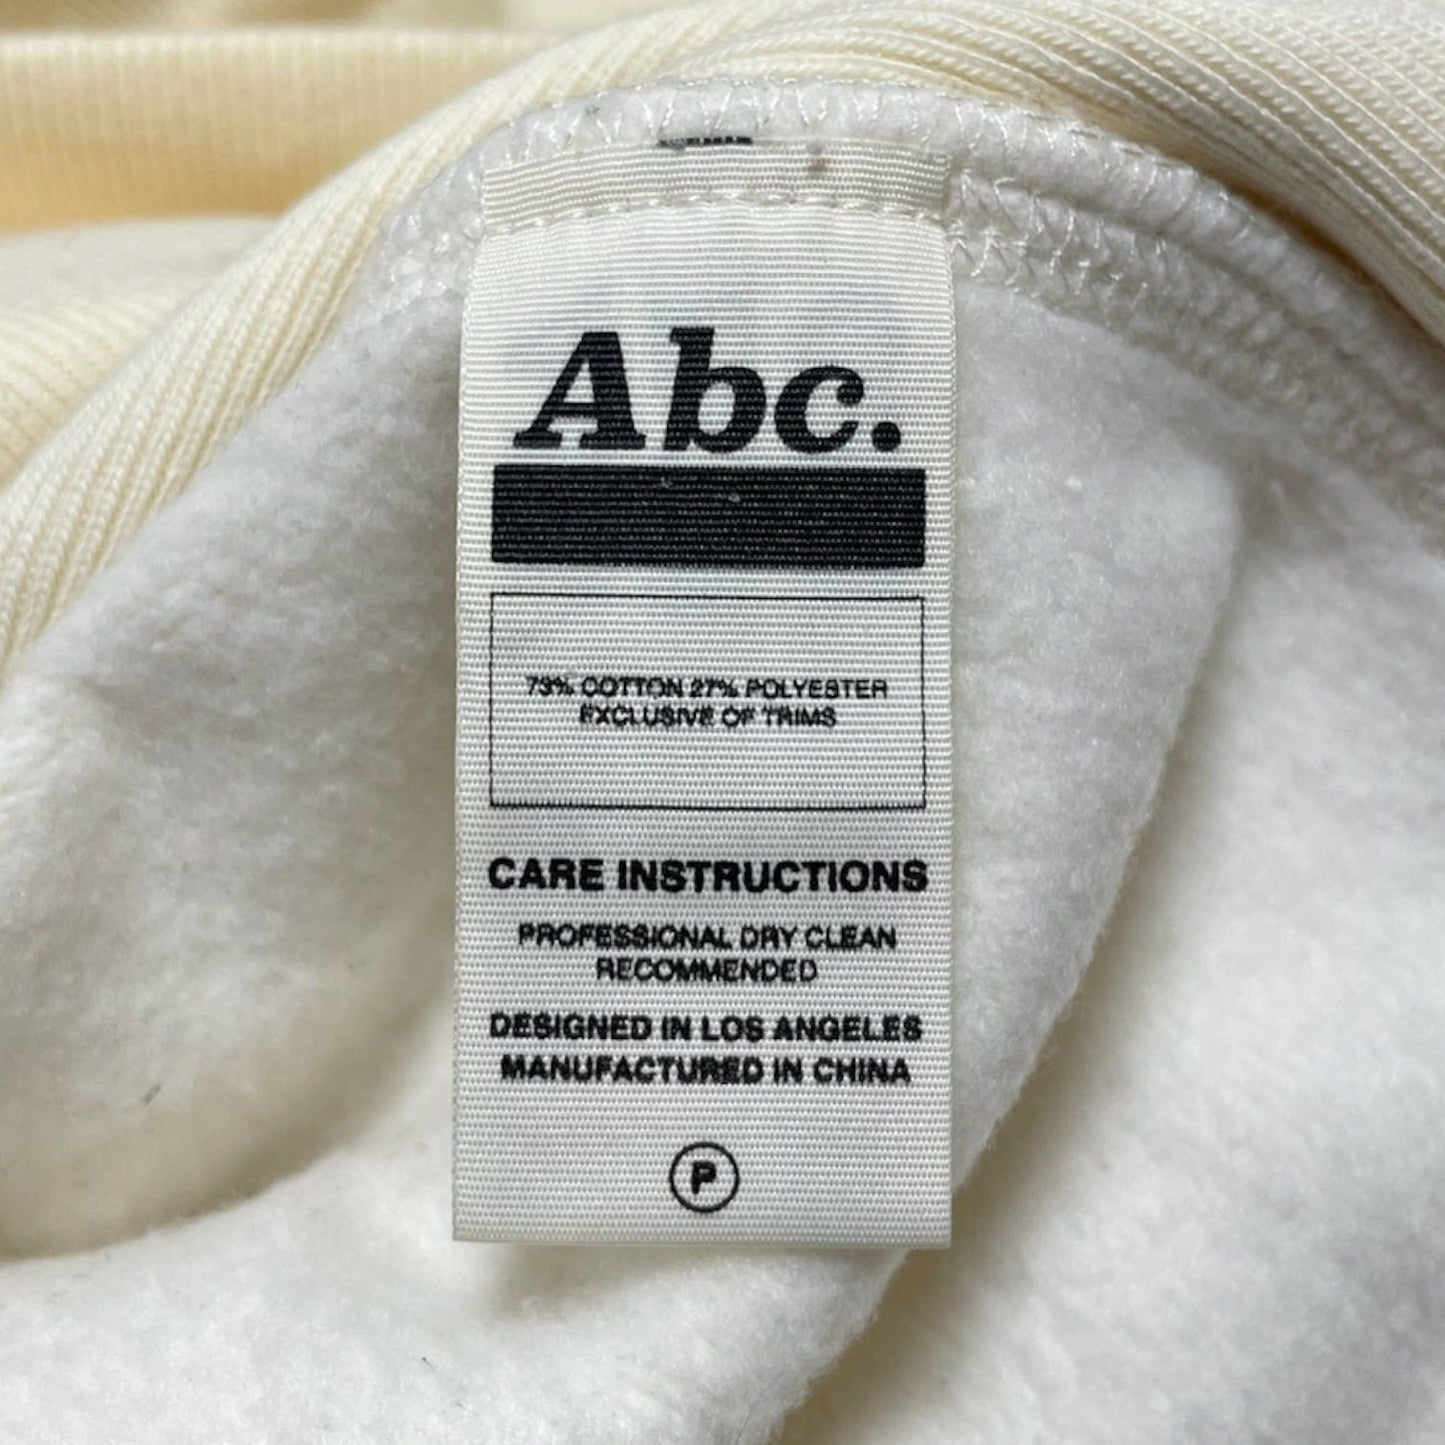 Abc.
73% COTTON 27% POLYESTER
EXCLUSIVE OF TRIMS
CARE INSTRUCTIONS
PROFESSIONAL DRY CLEAN
RECOMMENDED
DESIGNED IN LOS ANGELES
MANUFACTURED IN CHINA
P